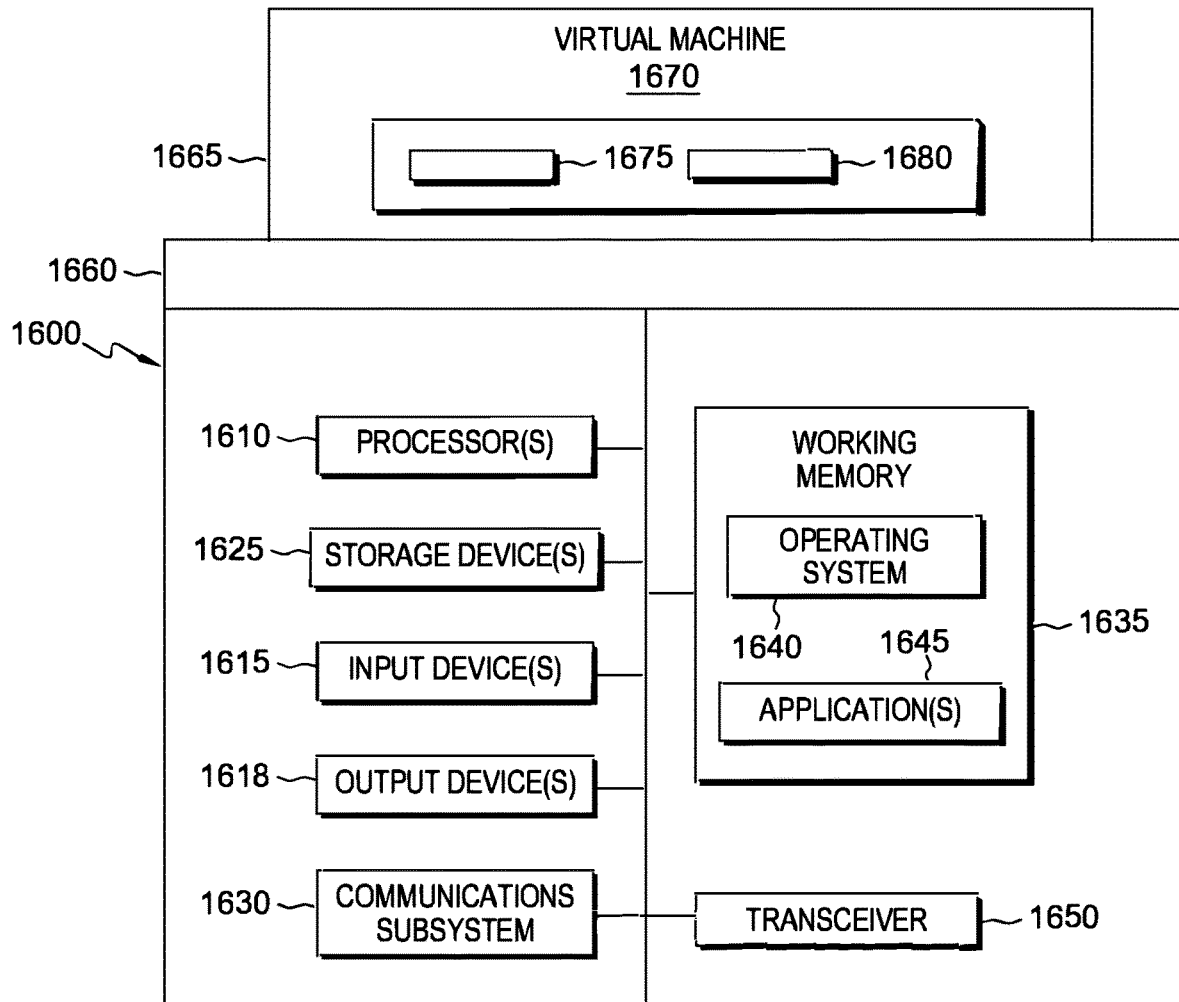 VIRTUAL MACHINE
1670
1665
1675
1680
1660
1600
1610
PROCESSOR(S)
1625
STORAGE DEVICE(S)
1615
INPUT DEVICE(S)
1618
OUTPUT DEVICE(S)
1630
COMMUNICATIONS
SUBSYSTEM
WORKING
MEMORY
OPERATING
SYSTEM
1640
1645
1635
APPLICATION(S)
TRANSCEIVER
1650